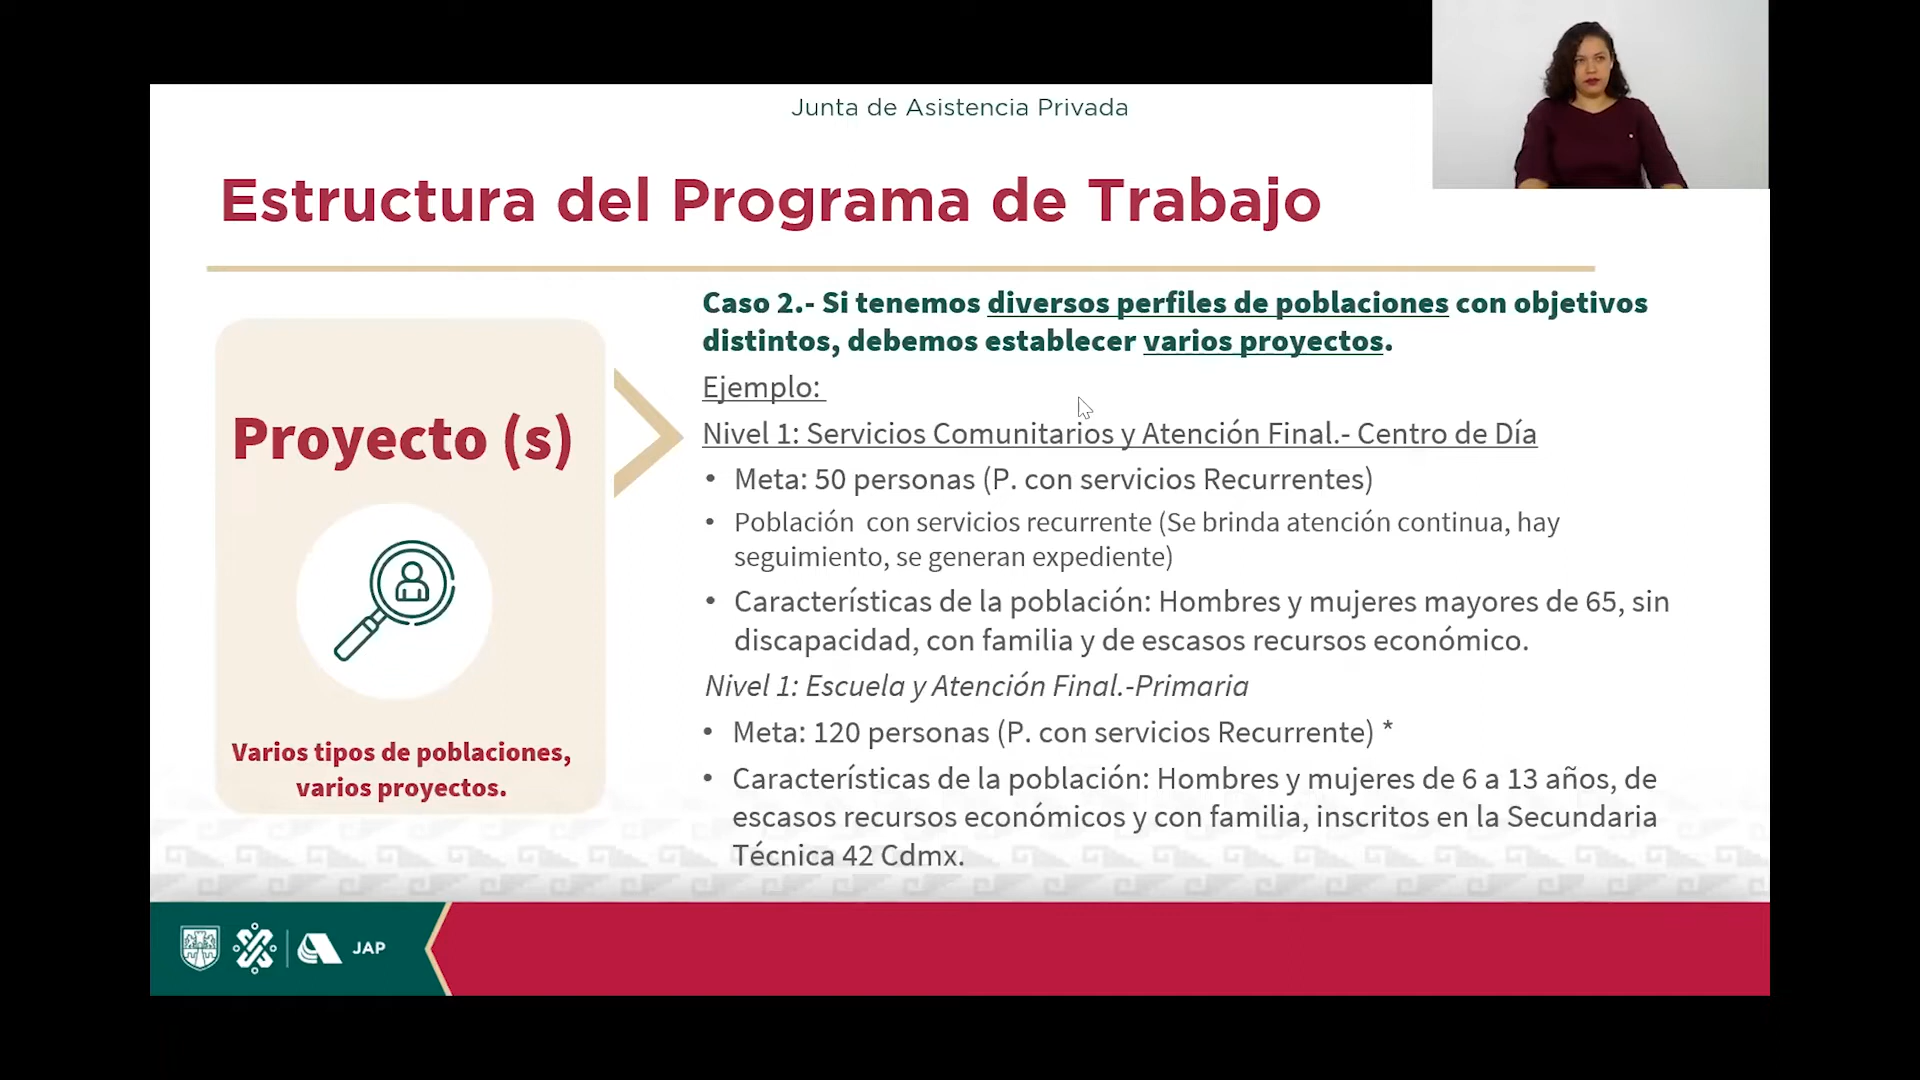 Junta de Asistencia Privada
Estructura del Programa de Trabajo
Proyecto (s)
Varios tipos de poblaciones,
varios proyectos.
Caso 2.- Si tenemos diversos perfiles de poblaciones con objetivos
distintos, debemos establecer varios proyectos.
Ejemplo:
Nivel 1: Servicios Comunitarios y Atención Final.- Centro de Día
• Meta: 50 personas (P. con servicios Recurrentes)
• Población con servicios recurrente (Se brinda atención continua, hay
seguimiento, se generan expediente)
• Características de la población: Hombres y mujeres mayores de 65, sin
discapacidad, con familia y de escasos recursos económico.
Nivel 1: Escuela y Atención Final.-Primaria
• Meta: 120 personas (P. con servicios Recurrente) *
• Características de la población: Hombres y mujeres de 6 a 13 años, de
escasos recursos económicos y con familia, inscritos en la Secundaria
Técnica 42 Cdmx.
JAP